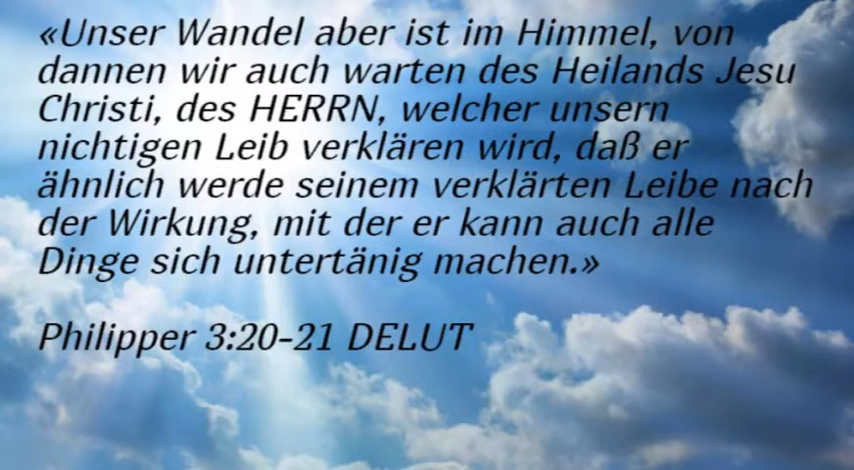 «Unser Wandel aber ist im Himmel, von
dannen wir auch warten des Heilands Jesu
Christi, des HERRN, welcher unsern
nichtigen Leib verklären wird, daß er
ähnlich werde seinem verklärten Leibe nach
der Wirkung, mit der er kann auch alle
Dinge sich untertänig machen.»
Philipper 3:20-21 DELUT